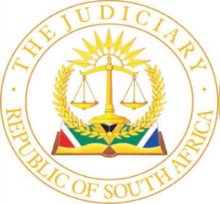 THE JUDICIARY
REPUBLIC OF SOUTH AFRICA